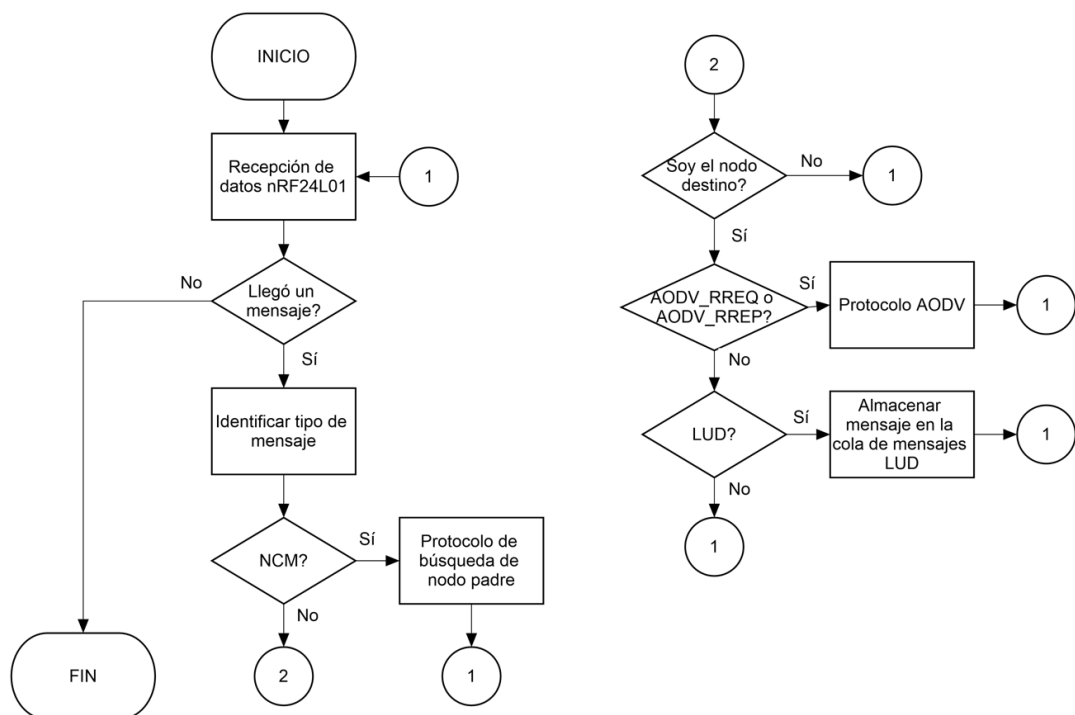 INICIO
Recepción de
datos nRF24L01
1
No
Llegó un
mensaje?
Sí
Identificar tipo de
mensaje
NCM?
Sí
Protocolo de
búsqueda de
nodo padre
No
FIN
2
1
2
Soy el nodo
destino?
No
1
Sí
AODV_RREQ o
AODV_RREP?
Sí
Protocolo AODV
1
No
LUD?
Sí
Almacenar
mensaje en la
cola de mensajes
LUD
1
No
1